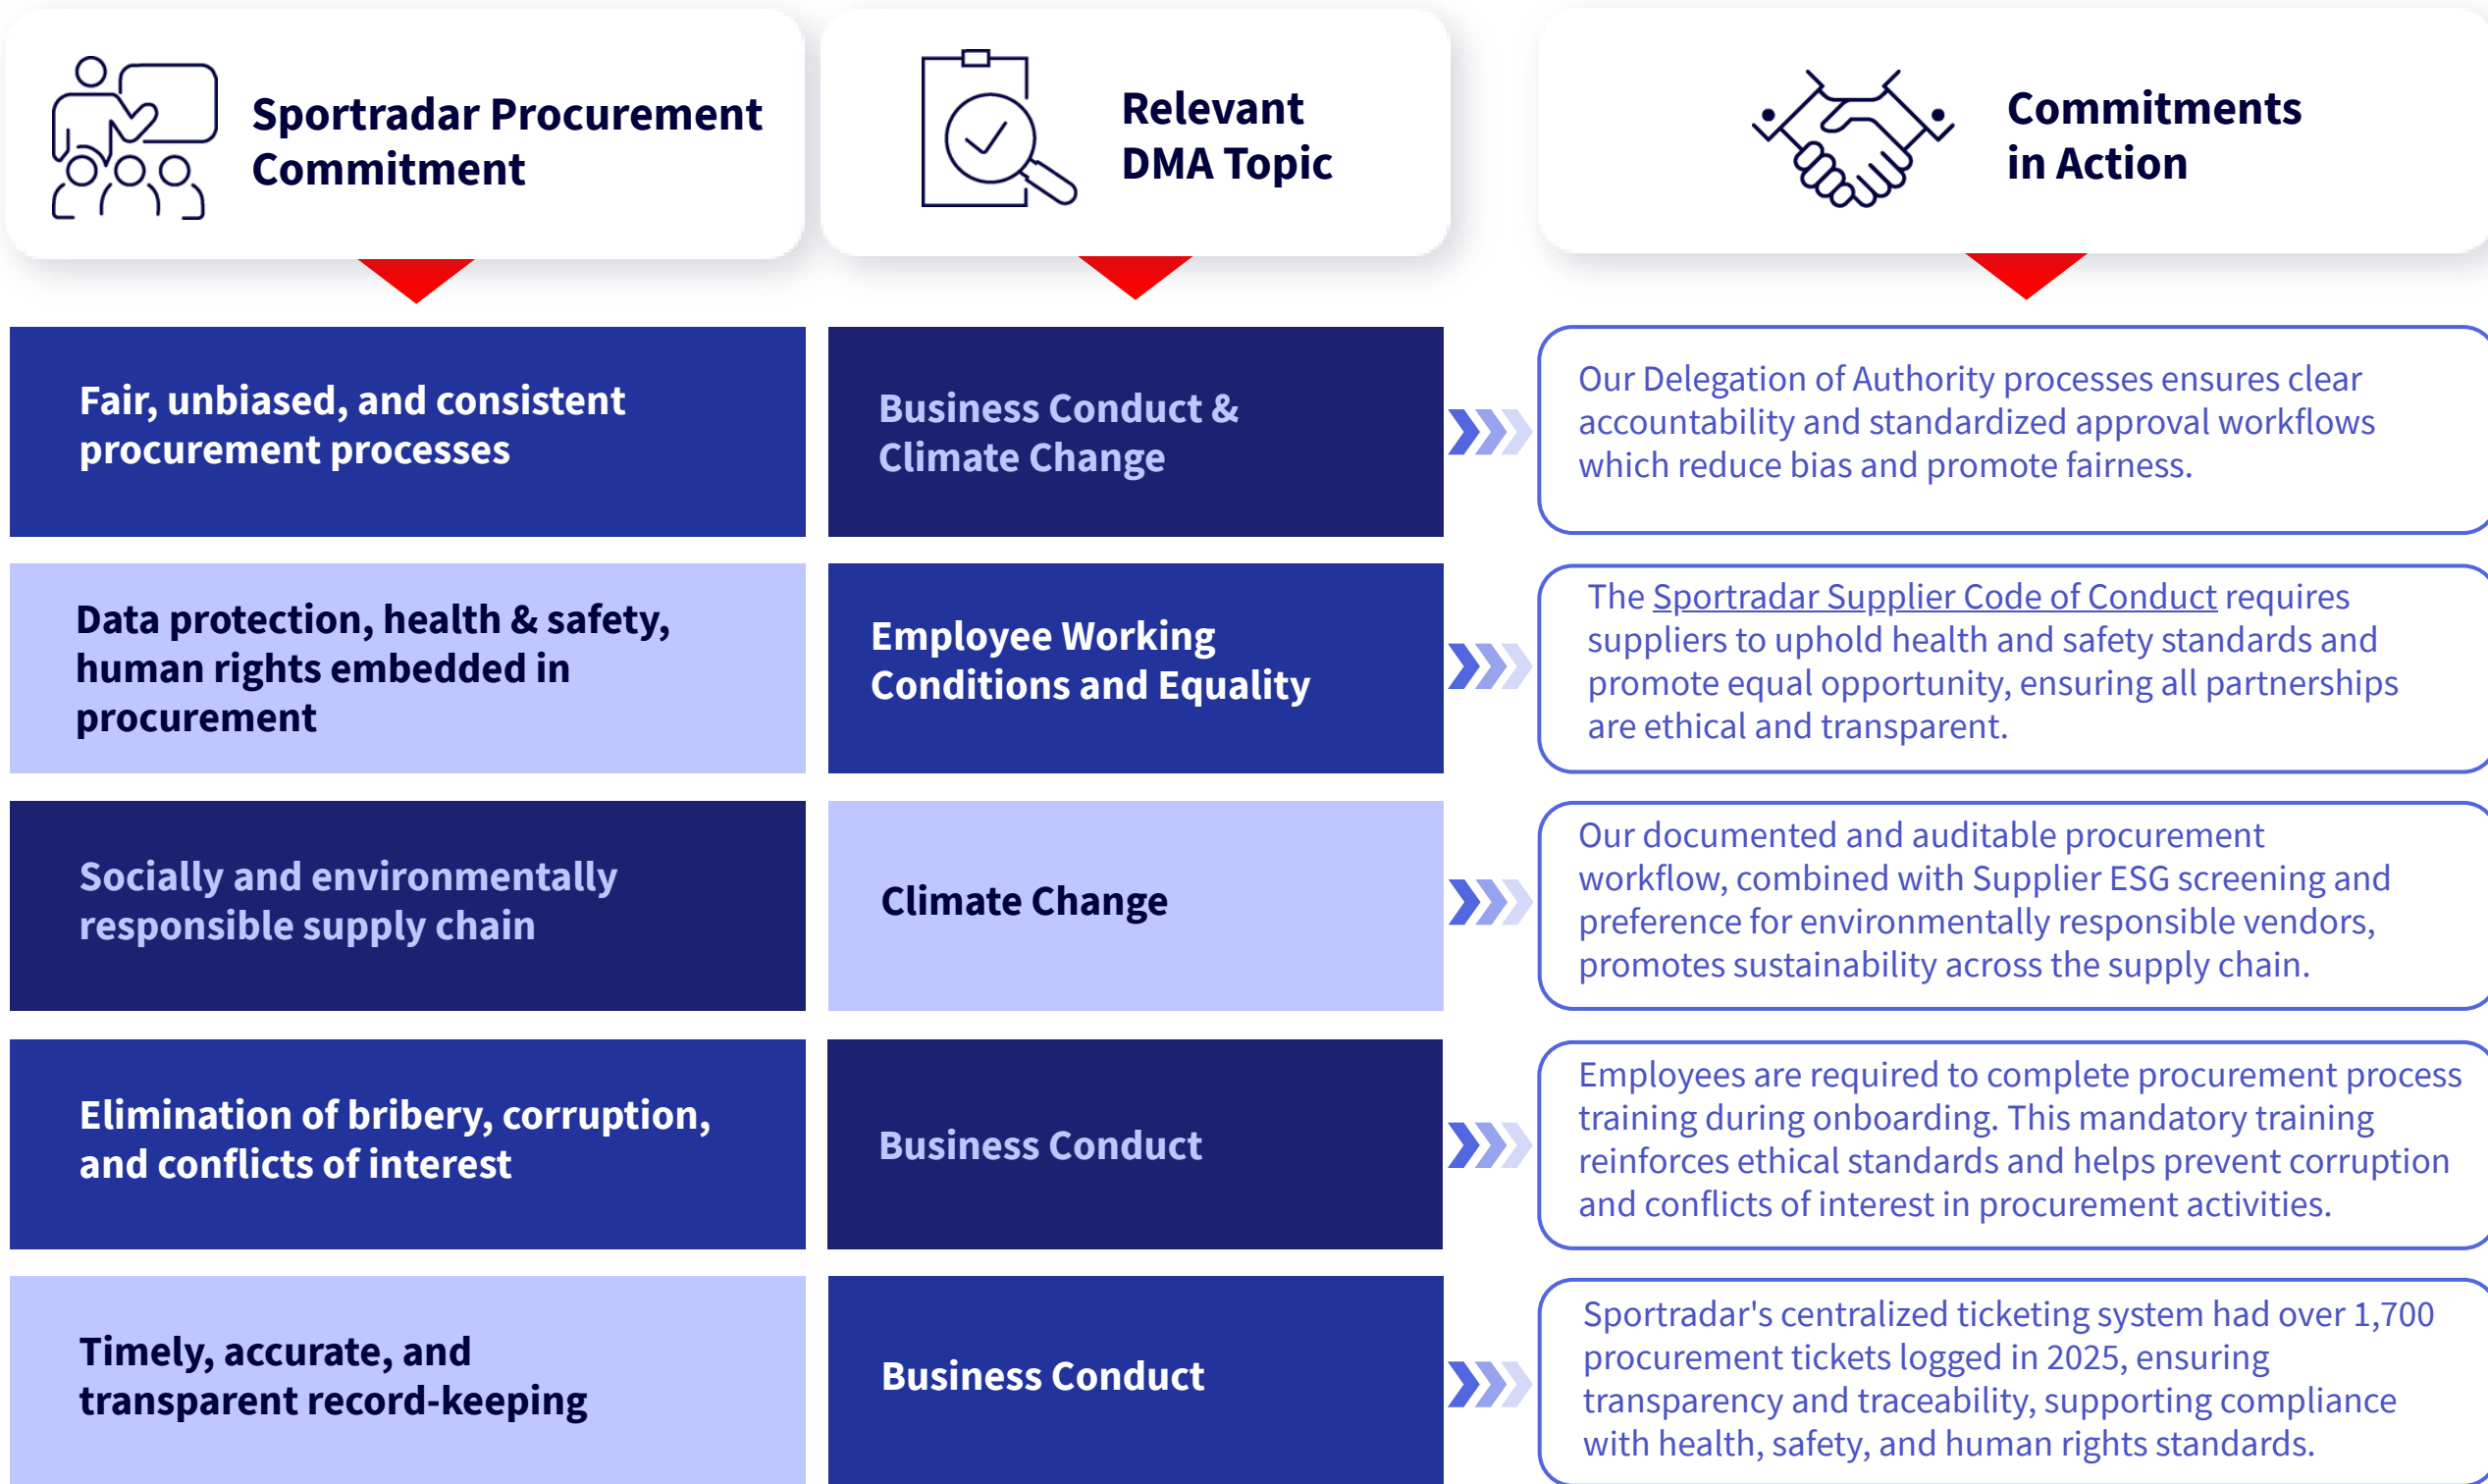 Sportradar Procurement
Commitment
Relevant
DMA Topic
Commitments
in Action
Fair, unbiased, and consistent
procurement processes
Business Conduct &
Climate Change
Our Delegation of Authority processes ensures clear
accountability and standardized approval workflows
which reduce bias and promote fairness.
Data protection, health & safety,
human rights embedded in
procurement
Employee Working
Conditions and Equality
The Sportradar Supplier Code of Conduct requires
suppliers to uphold health and safety standards and
promote equal opportunity, ensuring all partnerships
are ethical and transparent.
Socially and environmentally
responsible supply chain
Climate Change
Our documented and auditable procurement
workflow, combined with Supplier ESG screening and
preference for environmentally responsible vendors,
promotes sustainability across the supply chain.
Elimination of bribery, corruption,
and conflicts of interest
Business Conduct
Employees are required to complete procurement process
training during onboarding. This mandatory training
reinforces ethical standards and helps prevent corruption
and conflicts of interest in procurement activities.
Timely, accurate, and
transparent record-keeping
Business Conduct
Sportradar's centralized ticketing system had over 1,700
procurement tickets logged in 2025, ensuring
transparency and traceability, supporting compliance
with health, safety, and human rights standards.